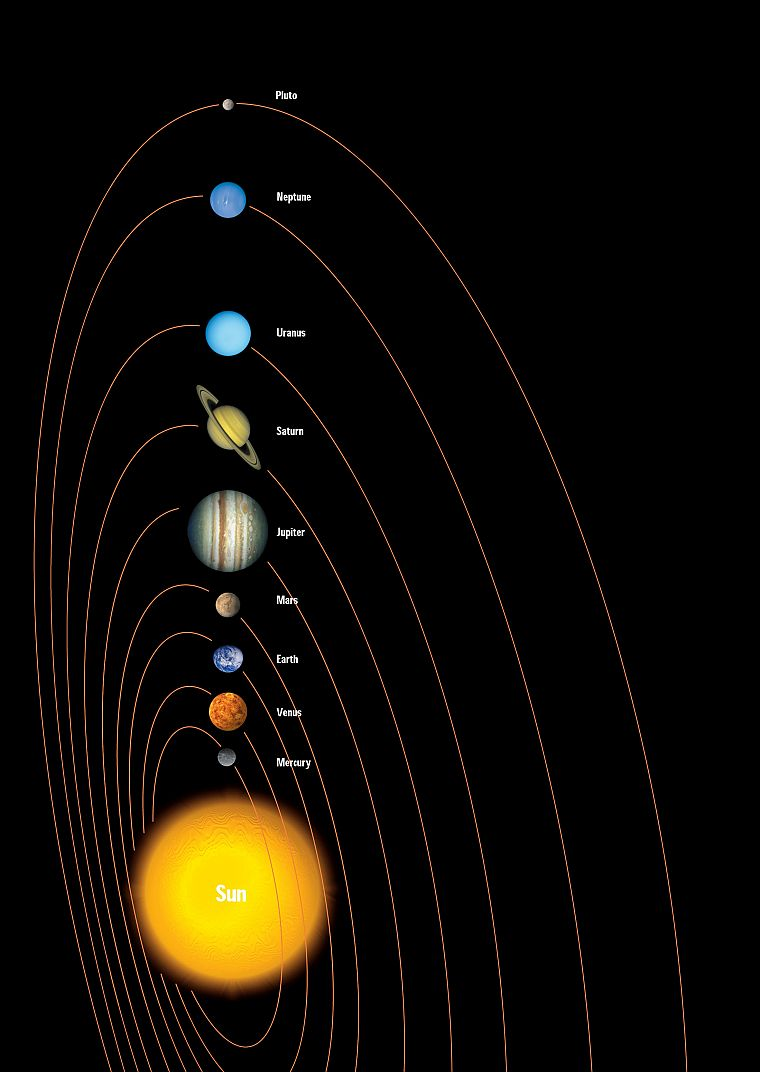 Pluto
Neptune
Uranus
Saturn
Jupiter
Mars
Earth
Venus
Mercury
Sun